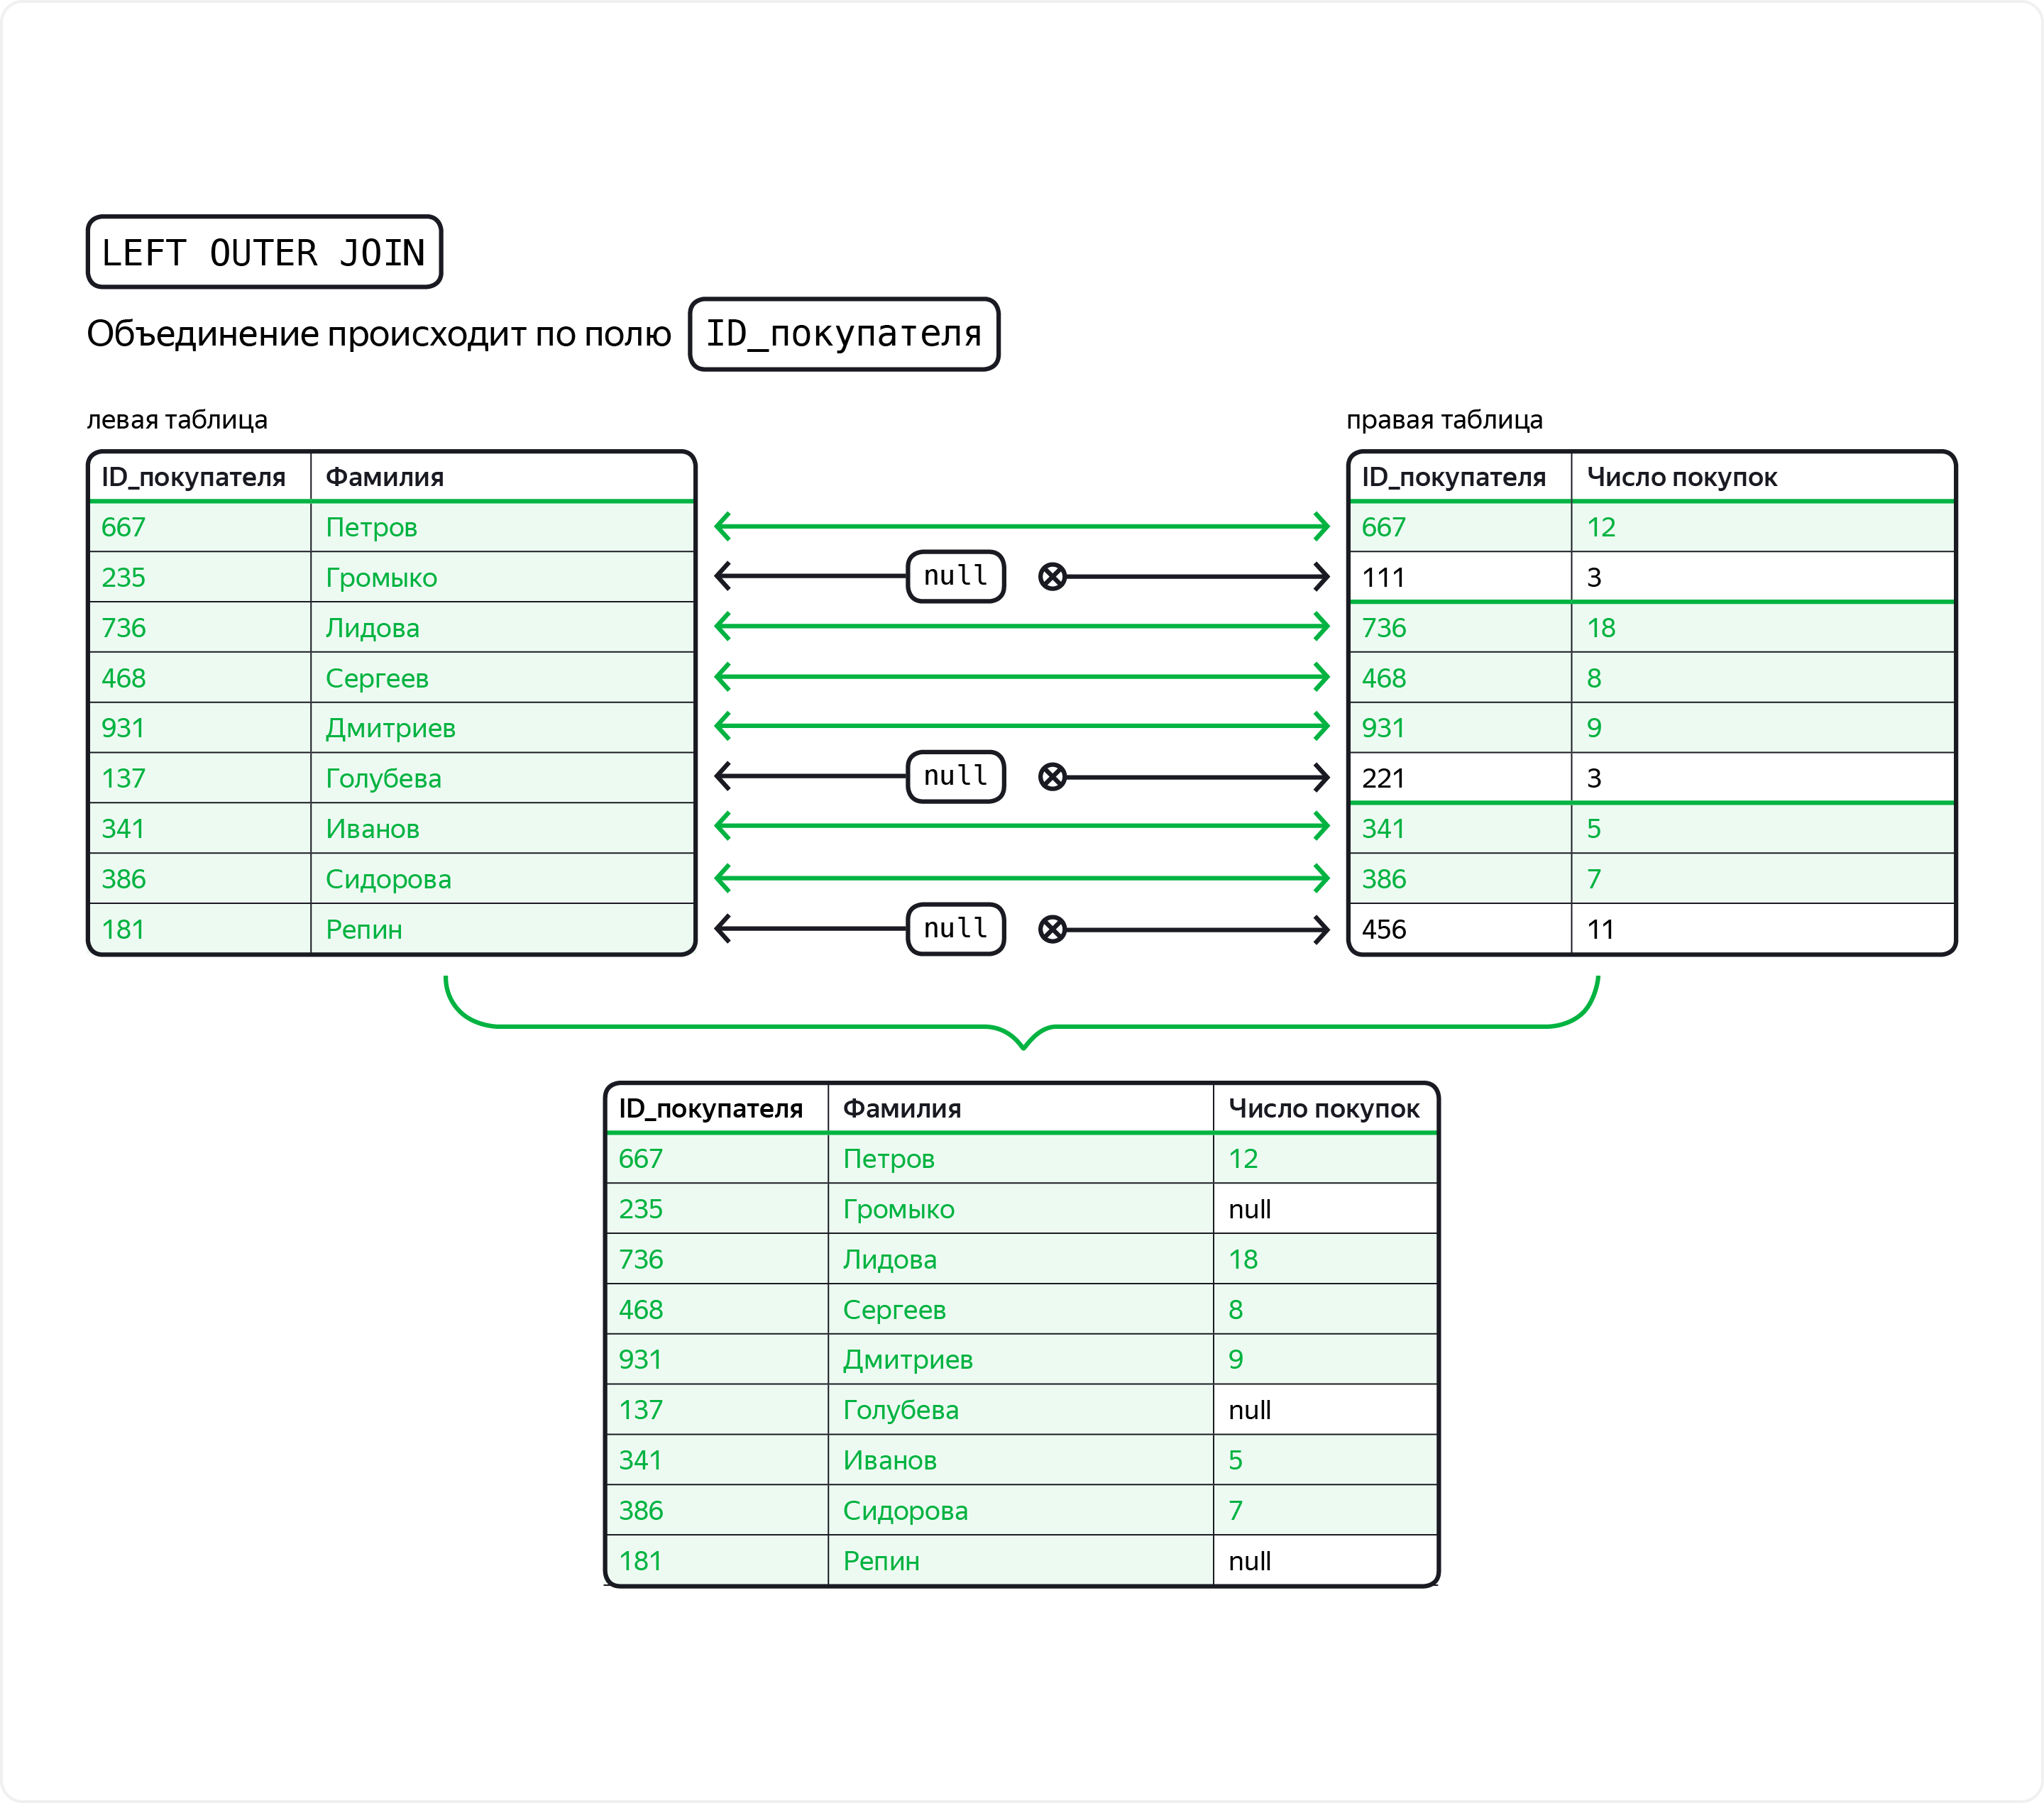 LEFT OUTER JOIN
Объединение происходит по полю ID_покупателя
левая таблица правая таблица
ID_покупателя Фамилия ID_покупателя Число покупок
667 Петров 667 12
235 Громыко null 111 3
736 Лидова 736 18
468 Сергеев 468 8
931 Дмитриев 931 9
137 Голубева null 221 3
341 Иванов 341 5
386 Сидорова 386 7
181 Репин null 456 11
ID_покупателя Фамилия Число покупок
667 Петров 12
235 Громыко null
736 Лидова 18
468 Сергеев 8
931 Дмитриев 9
137 Голубева null
341 Иванов 5
386 Сидорова 7
181 Репин null